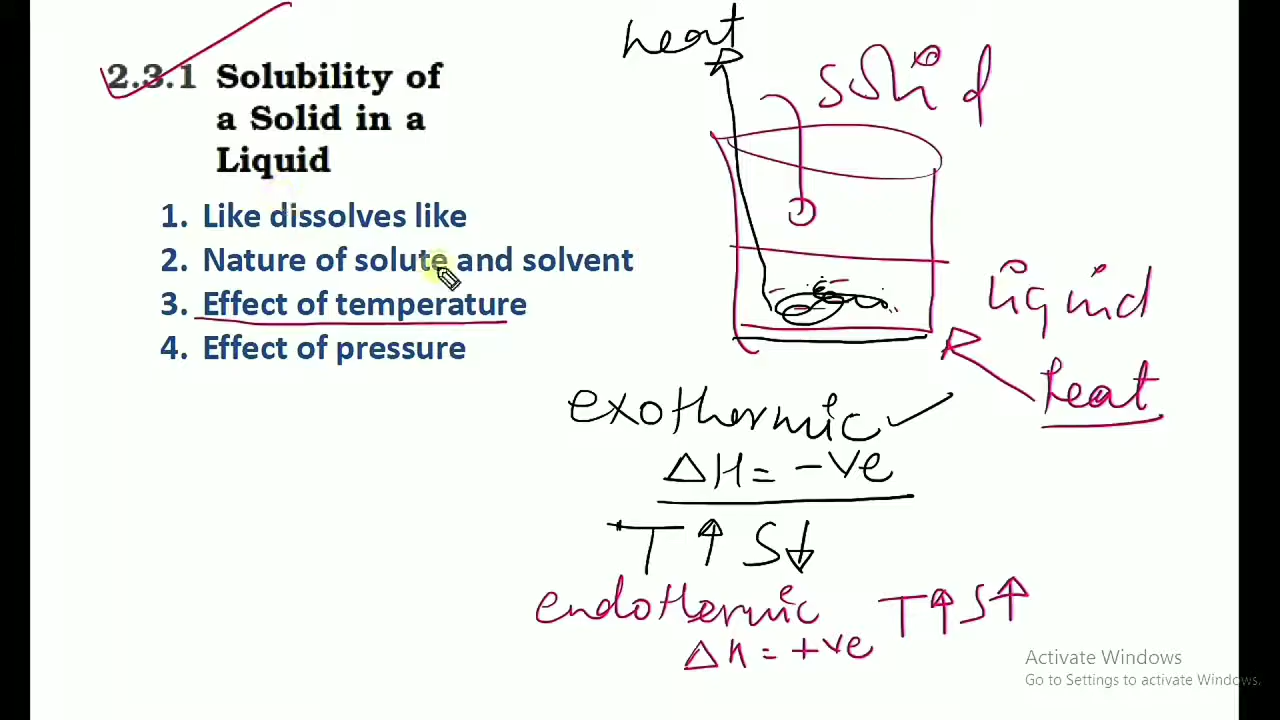 2.3.1 Solubility of
a Solid in a
Liquid
1. Like dissolves like
2. Nature of solute and solvent
3. Effect of temperature
4. Effect of pressure
heat
solid
liquid
heat
exothermic
ΔH = -ve
T↑ S↓
endothermic T↑ S↑
ΔH = +ve
Activate Windows
Go to Settings to activate Windows.